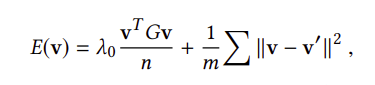 E(v) = λ₀ vᵀGv / n + 1/m ∑ ‖v − v′‖² ,